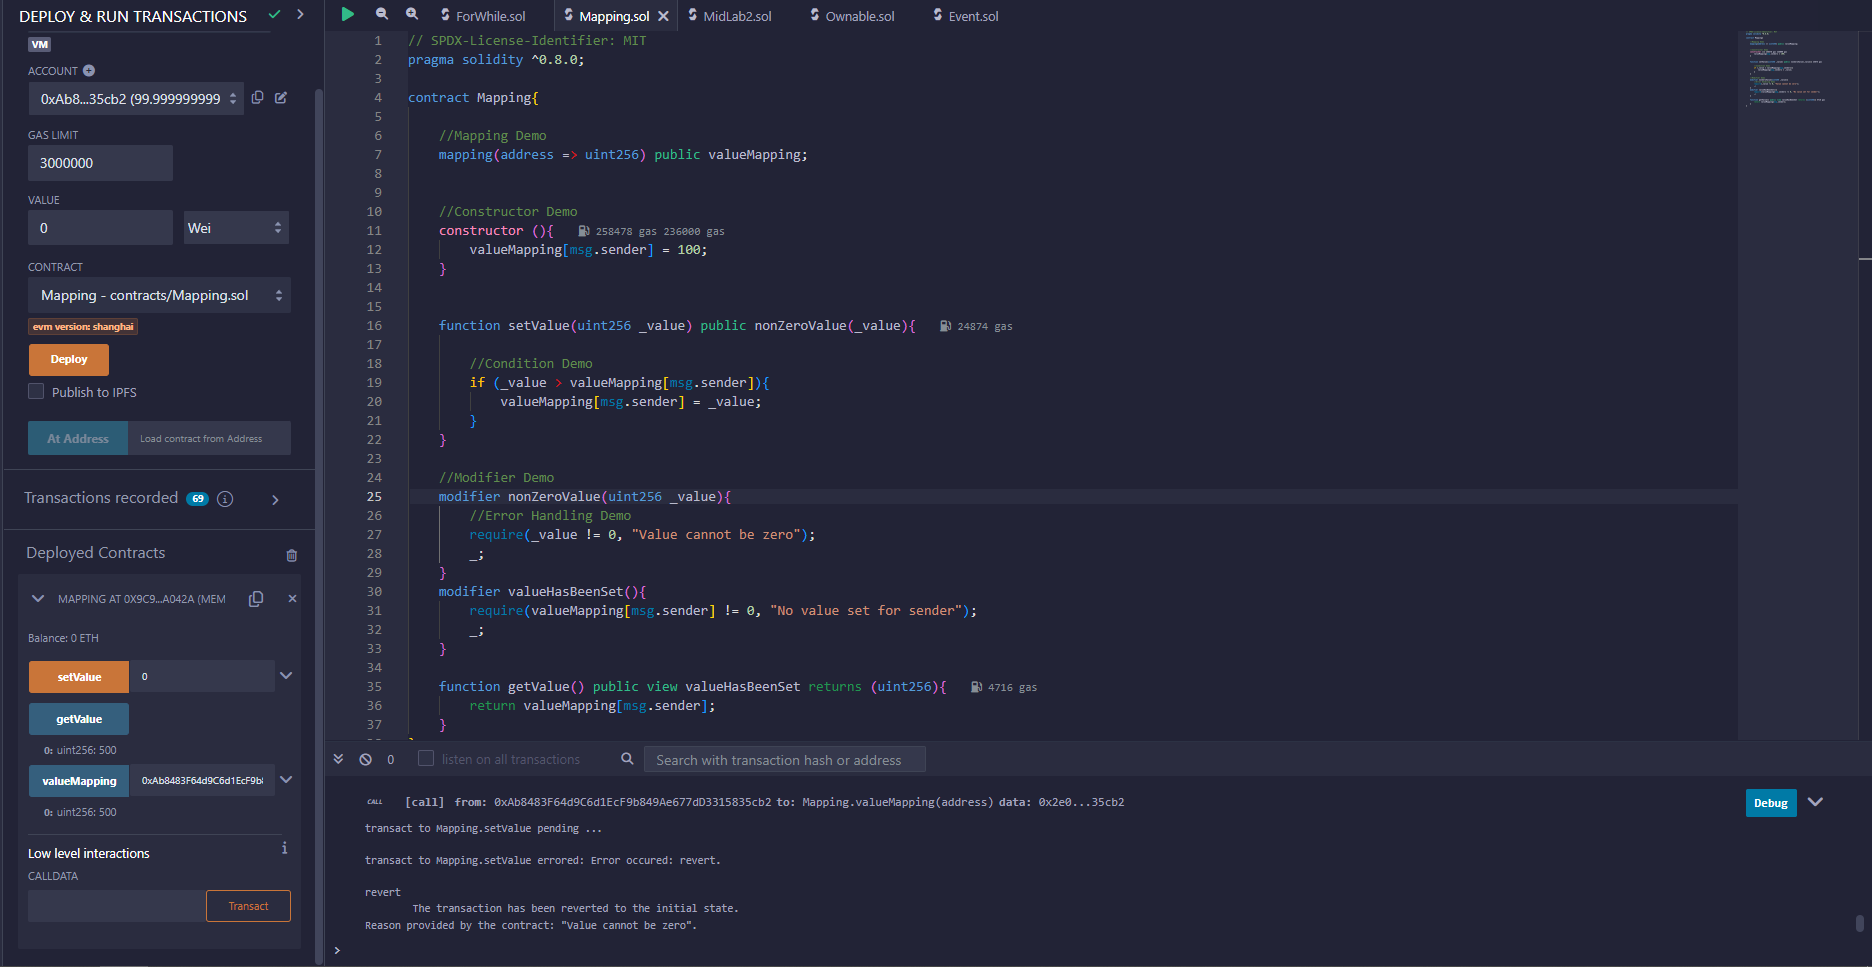 DEPLOY & RUN TRANSACTIONS
VM
ACCOUNT
0xAb8...35cb2 (99.999999999
GAS LIMIT
3000000
VALUE
0
Wei
CONTRACT
Mapping - contracts/Mapping.sol
evm version: shanghai
Deploy
Publish to IPFS
At Address
Load contract from Address
Transactions recorded 69 i
Deployed Contracts
MAPPING AT 0X9C9...A042A (MEM
Balance: 0 ETH
setValue
0
getValue
0: uint256: 500
valueMapping
0xAb8483F64d9C6d1EcF9b
0: uint256: 500
Low level interactions
i
CALLDATA
Transact
ForWhile.sol
Mapping.sol
MidLab2.sol
Ownable.sol
Event.sol
1 // SPDX-License-Identifier: MIT
2 pragma solidity ^0.8.0;
3
4 contract Mapping{
5
6 //Mapping Demo
7 mapping(address => uint256) public valueMapping;
8
9
10 //Constructor Demo
11 constructor (){ 258478 gas 236000 gas
12 valueMapping[msg.sender] = 100;
13 }
14
15
16 function setValue(uint256 _value) public nonZeroValue(_value){ 24874 gas
17
18 //Condition Demo
19 if (_value > valueMapping[msg.sender]){
20 valueMapping[msg.sender] = _value;
21 }
22 }
23
24 //Modifier Demo
25 modifier nonZeroValue(uint256 _value){
26 //Error Handling Demo
27 require(_value != 0, "Value cannot be zero");
28 _;
29 }
30 modifier valueHasBeenSet(){
31 require(valueMapping[msg.sender] != 0, "No value set for sender");
32 _;
33 }
34
35 function getValue() public view valueHasBeenSet returns (uint256){ 4716 gas
36 return valueMapping[msg.sender];
37 }
0
listen on all transactions
Search with transaction hash or address
CALL [call] from: 0xAb8483F64d9C6d1EcF9b849Ae677dD3315835cb2 to: Mapping.valueMapping(address) data: 0x2e0...35cb2
Debug
transact to Mapping.setValue pending ...
transact to Mapping.setValue errored: Error occured: revert.
revert
The transaction has been reverted to the initial state.
Reason provided by the contract: "Value cannot be zero".
>